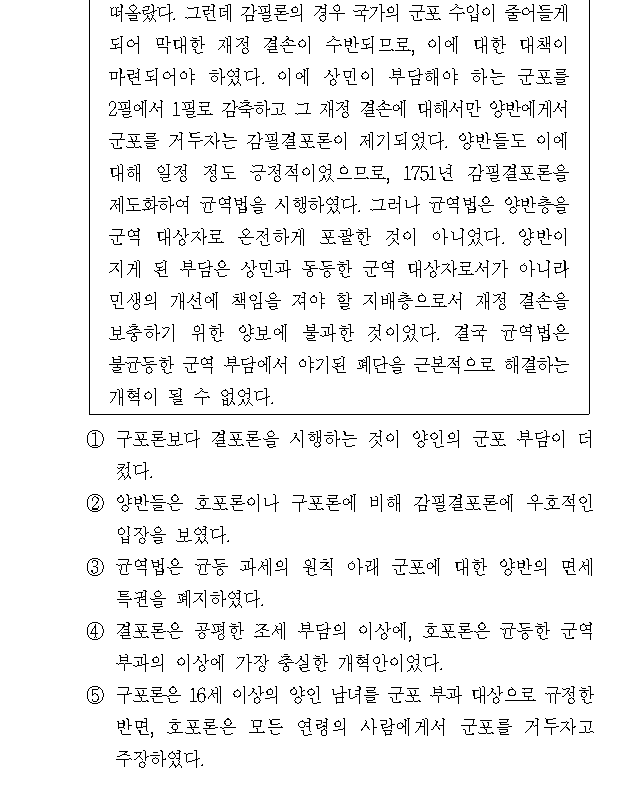 떠올랐다. 그런데 감필론의 경우 국가의 군포 수입이 줄어들게
되어 막대한 재정 결손이 수반되므로, 이에 대한 대책이
마련되어야 하였다. 이에 상민이 부담해야 하는 군포를
2필에서 1필로 감축하고 그 재정 결손에 대해서만 양반에게서
군포를 거두자는 감필결포론이 제기되었다. 양반들도 이에
대해 일정 정도 긍정적이었으므로, 1751년 감필결포론을
제도화하여 균역법을 시행하였다. 그러나 균역법은 양반층을
군역 대상자로 온전하게 포괄한 것이 아니었다. 양반이
지게 된 부담은 상민과 동등한 군역 대상자로서가 아니라
민생의 개선에 책임을 져야 할 지배층으로서 재정 결손을
보충하기 위한 양보에 불과한 것이었다. 결국 균역법은
불균등한 군역 부담에서 야기된 폐단을 근본적으로 해결하는
개혁이 될 수 없었다.
① 구포론보다 결포론을 시행하는 것이 양인의 군포 부담이 더
컸다.
② 양반들은 호포론이나 구포론에 비해 감필결포론에 우호적인
입장을 보였다.
③ 균역법은 균등 과세의 원칙 아래 군포에 대한 양반의 면세
특권을 폐지하였다.
④ 결포론은 공평한 조세 부담의 이상에, 호포론은 균등한 군역
부과의 이상에 가장 충실한 개혁안이었다.
⑤ 구포론은 16세 이상의 양인 남녀를 군포 부과 대상으로 규정한
반면, 호포론은 모든 연령의 사람에게서 군포를 거두자고
주장하였다.